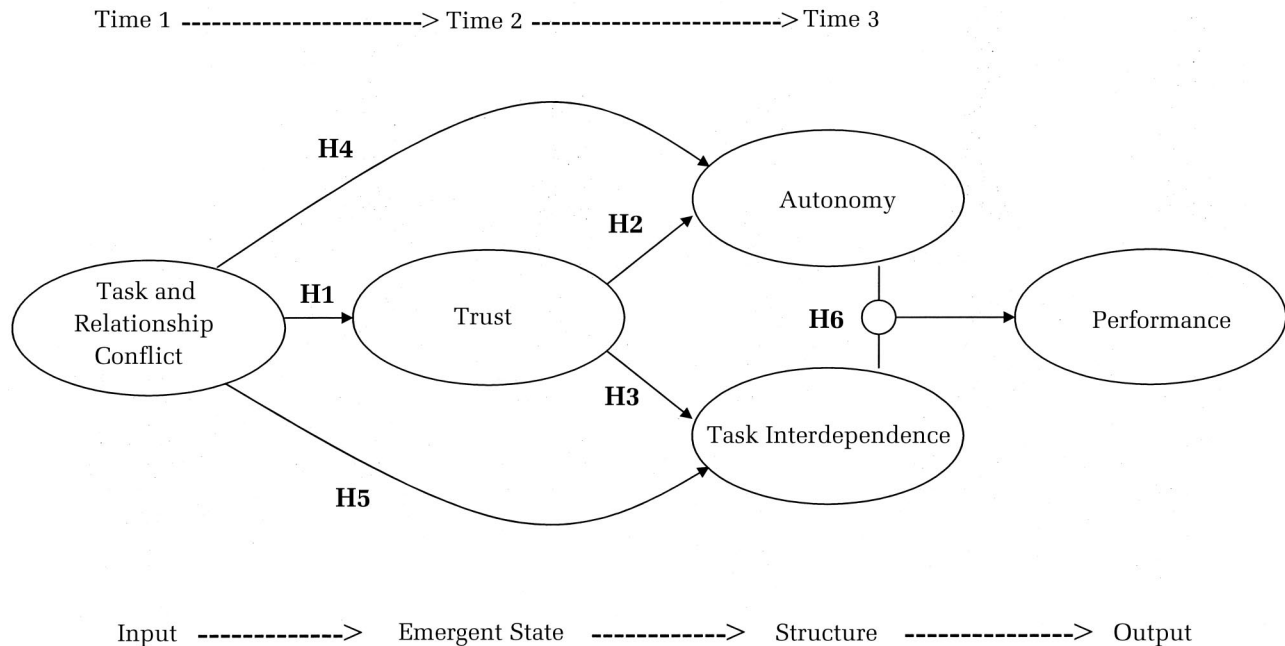 Time 1 -------------------> Time 2 -------------------> Time 3
H4
Autonomy
H2
Task and
Relationship
Conflict
H1
Trust
H6
Performance
H3
Task Interdependence
H5
Input ------------> Emergent State -----------> Structure -----------> Output